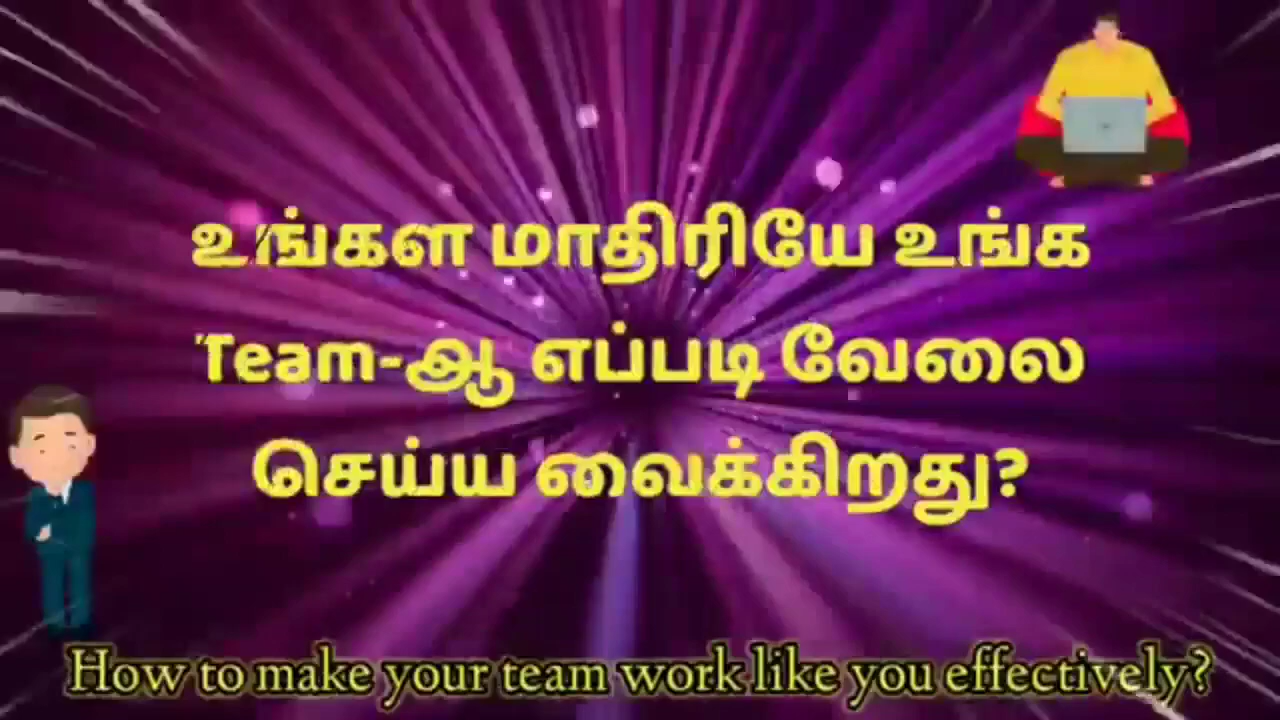 உங்கள மாதிரியே உங்க
Team-ஆ எப்படி வேலை
செய்ய வைக்கிறது?
How to make your team work like you effectively?